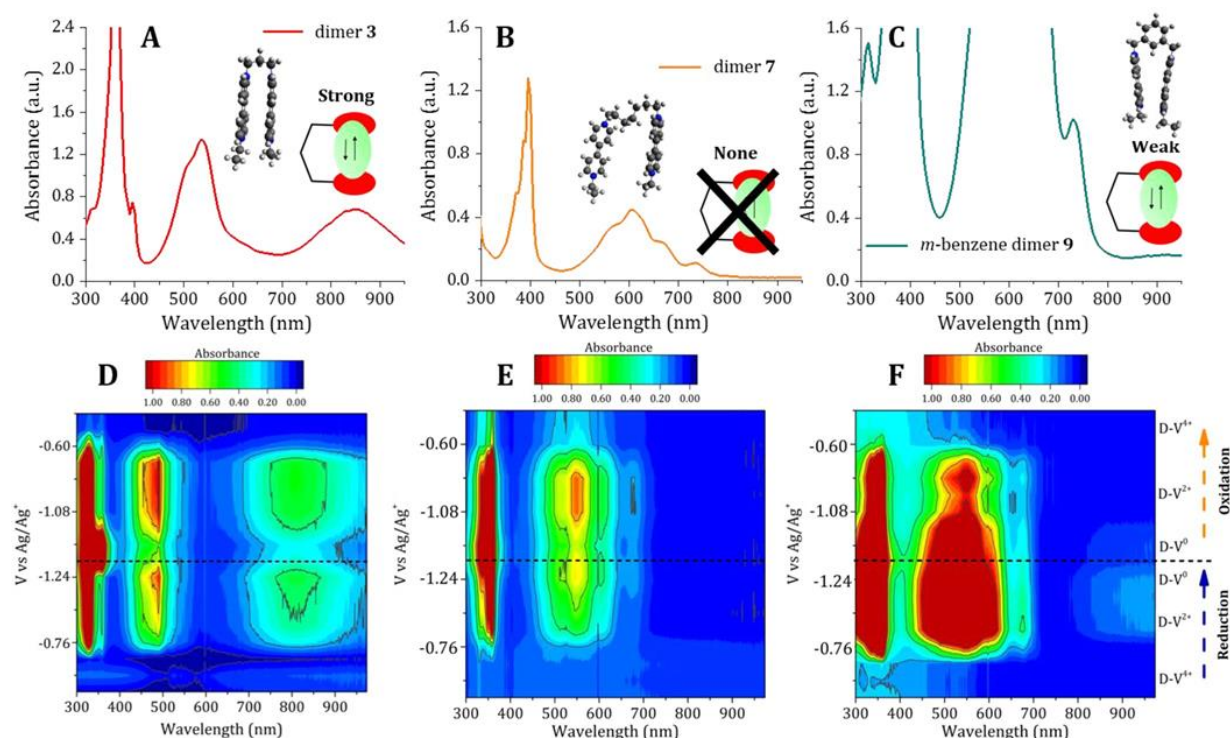 A
dimer 3
Strong
2.4
2.0
1.6
1.2
0.8
0.4
0.0
Absorbance (a.u.)
300 400 500 600 700 800 900
Wavelength (nm)
B
dimer 7
None
1.6
1.2
0.8
0.4
0.0
Absorbance (a.u.)
300 400 500 600 700 800 900
Wavelength (nm)
C
Weak
m-benzene dimer 9
1.6
1.2
0.8
0.4
0.0
Absorbance (a.u.)
300 400 500 600 700 800 900
Wavelength (nm)
D
Absorbance
1.00 0.80 0.60 0.40 0.20 0.00
V vs Ag/Ag*
-0.60
-1.08
-1.24
-0.76
300 400 500 600 700 800 900
Wavelength (nm)
E
Absorbance
1.00 0.80 0.60 0.40 0.20 0.00
-0.60
-1.08
-1.24
-0.76
300 400 500 600 700 800 900
Wavelength (nm)
F
Absorbance
1.00 0.80 0.60 0.40 0.20 0.00
-0.60
-1.08
-1.24
-0.76
300 400 500 600 700 800 900
Wavelength (nm)
D-V4+
D-V2+
D-V0
Oxidation
D-V0
D-V2+
D-V4+
Reduction